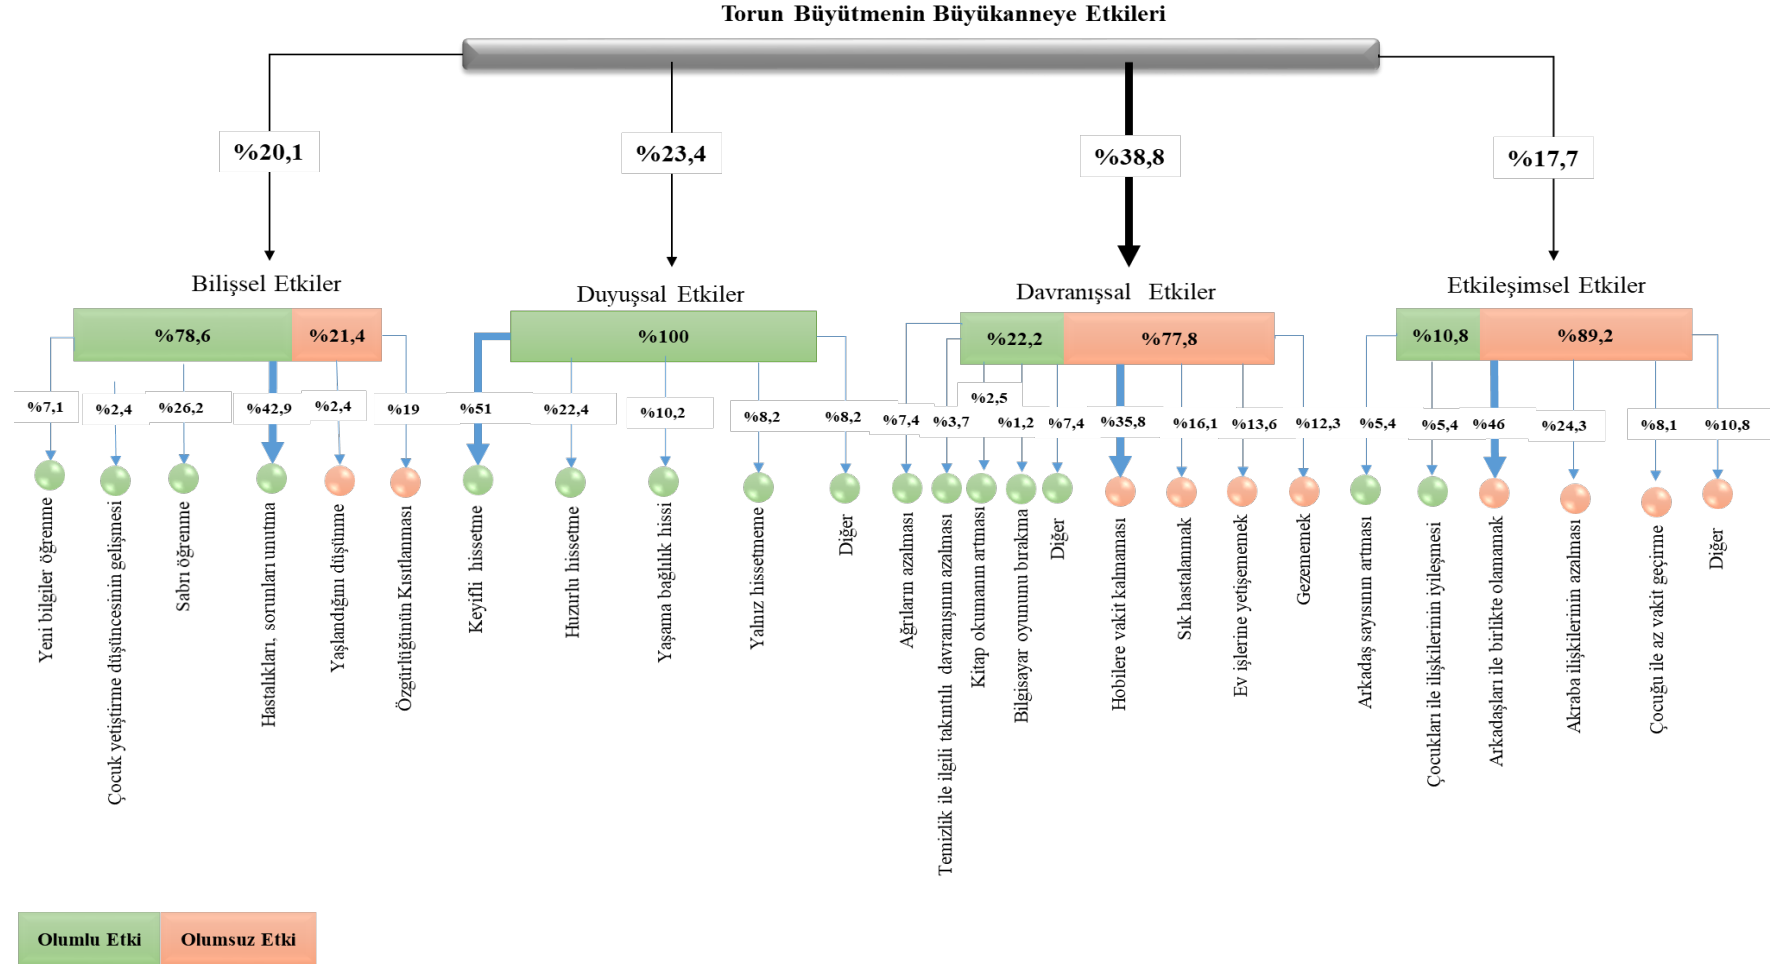 Torun Büyütmenin Büyükanneye Etkileri
%20,1
%23,4
%38,8
%17,7
Bilişsel Etkiler
Duyuşsal Etkiler
Davranışsal Etkiler
Etkileşimsel Etkiler
%78,6
%21,4
%100
%22,2
%77,8
%10,8
%89,2
%7,1
%2,4
%26,2
%42,9
%2,4
%19
%51
%22,4
%10,2
%8,2
%8,2
%7,4
%3,7
%2,5
%1,2
%7,4
%35,8
%16,1
%13,6
%12,3
%5,4
%5,4
%46
%24,3
%8,1
%10,8
Yeni bilgiler öğrenme
Çocuk yetiştirme düşüncesinin gelişmesi
Sabrı öğrenme
Hastalıkları, sorunları unutma
Yaşlandığını düşünme
Özgürlüğünün Kısıtlanması
Keyifli hissetme
Huzurlu hissetme
Yaşama bağlılık hissi
Yalnız hissetmeme
Diğer
Ağrıların azalması
Temizlik ile ilgili takıntılı davranışının azalması
Kitap okumanın artması
Bilgisayar oyununu bırakma
Diğer
Hobilere vakit kalmaması
Sık hastalanmak
Ev işlerine yetişememek
Gezememek
Arkadaş sayısının artması
Çocukları ile ilişkilerinin iyileşmesi
Arkadaşları ile birlikte olamamak
Akraba ilişkilerinin azalması
Çocuğu ile az vakit geçirme
Diğer
Olumlu Etki
Olumsuz Etki